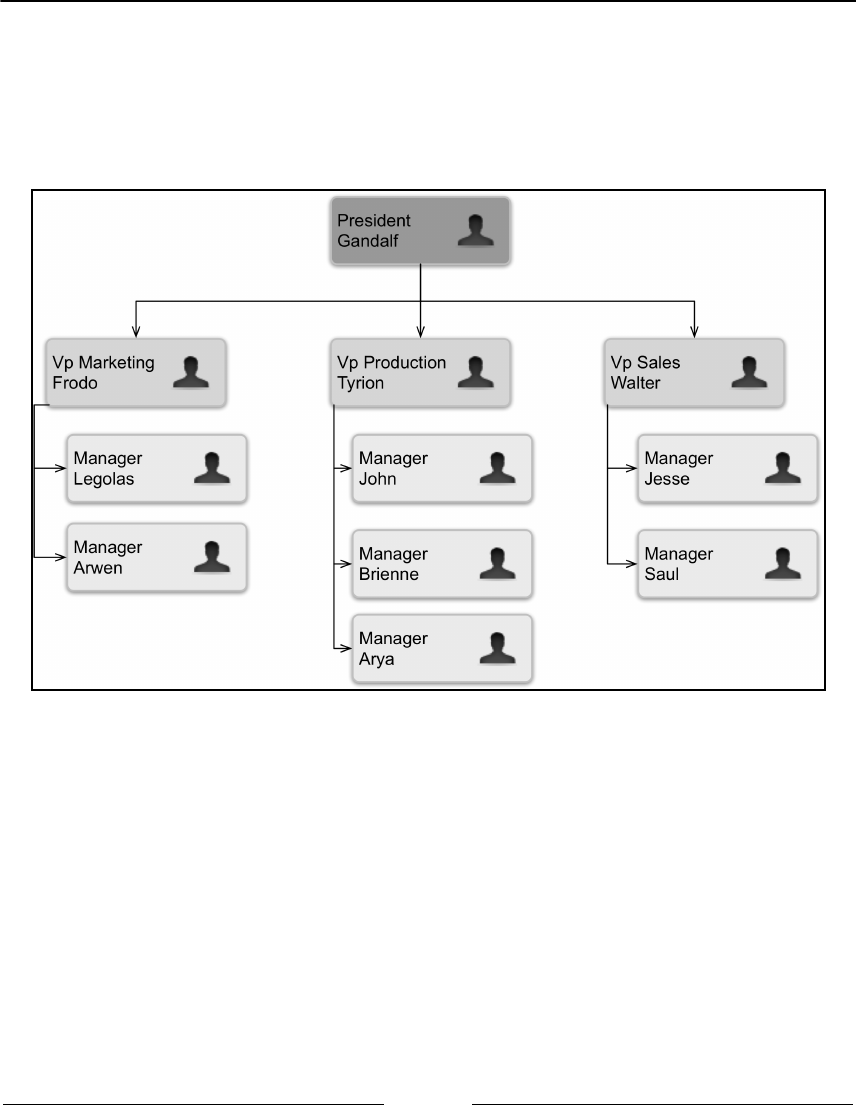 President
Gandalf
Vp Marketing
Frodo
Vp Production
Tyrion
Vp Sales
Walter
Manager
Legolas
Manager
John
Manager
Jesse
Manager
Arwen
Manager
Brienne
Manager
Saul
Manager
Arya